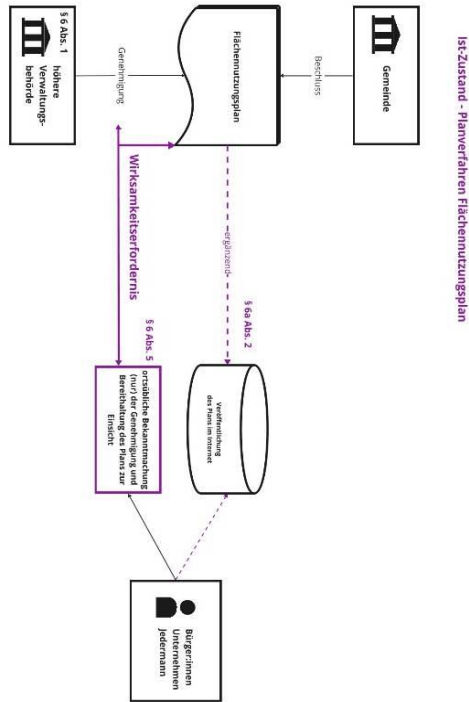 Ist-Zustand - Planverfahren Flächennutzungsplan
Gemeinde
Beschluss
Flächennutzungsplan
Genehmigung
§ 6 Abs. 1
höhere
Verwaltungs-
behörde
ergänzend
§ 6a Abs. 2
Veröffentlichung
des Plans im Internet
Wirksamkeitserfordernis
§ 6 Abs. 5
ortsübliche Bekanntmachung
(nur) der Genehmigung und
Bereithaltung des Plans zur
Einsicht
Bürger:innen
Unternehmen
Jedermann